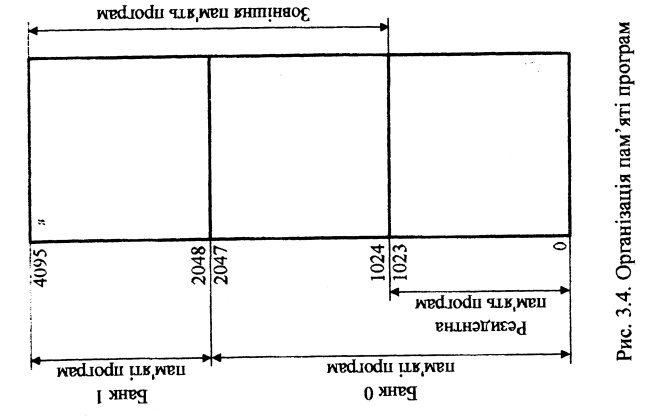 Зовнішня пам'ять програм
4095
2048
2047
1024
1023
0
Резидентна
пам'ять програм
Банк 1
пам'яті програм
Банк 0
пам'яті програм
Рис. 3.4. Організація пам'яті програм